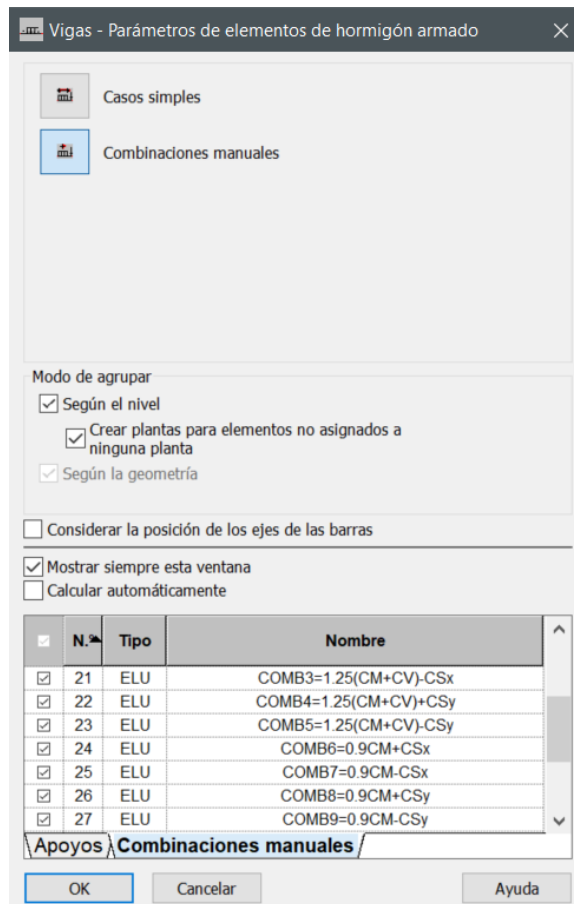 Vigas - Parámetros de elementos de hormigón armado
Casos simples
Combinaciones manuales
Modo de agrupar
Según el nivel
Crear plantas para elementos no asignados a
ninguna planta
Según la geometría
Considerar la posición de los ejes de las barras
Mostrar siempre esta ventana
Calcular automáticamente
N.º Tipo Nombre
21 ELU COMB3=1.25(CM+CV)-CSx
22 ELU COMB4=1.25(CM+CV)+CSy
23 ELU COMB5=1.25(CM+CV)-CSy
24 ELU COMB6=0.9CM+CSx
25 ELU COMB7=0.9CM-CSx
26 ELU COMB8=0.9CM+CSy
27 ELU COMB9=0.9CM-CSy
Apoyos Combinaciones manuales
OK Cancelar Ayuda